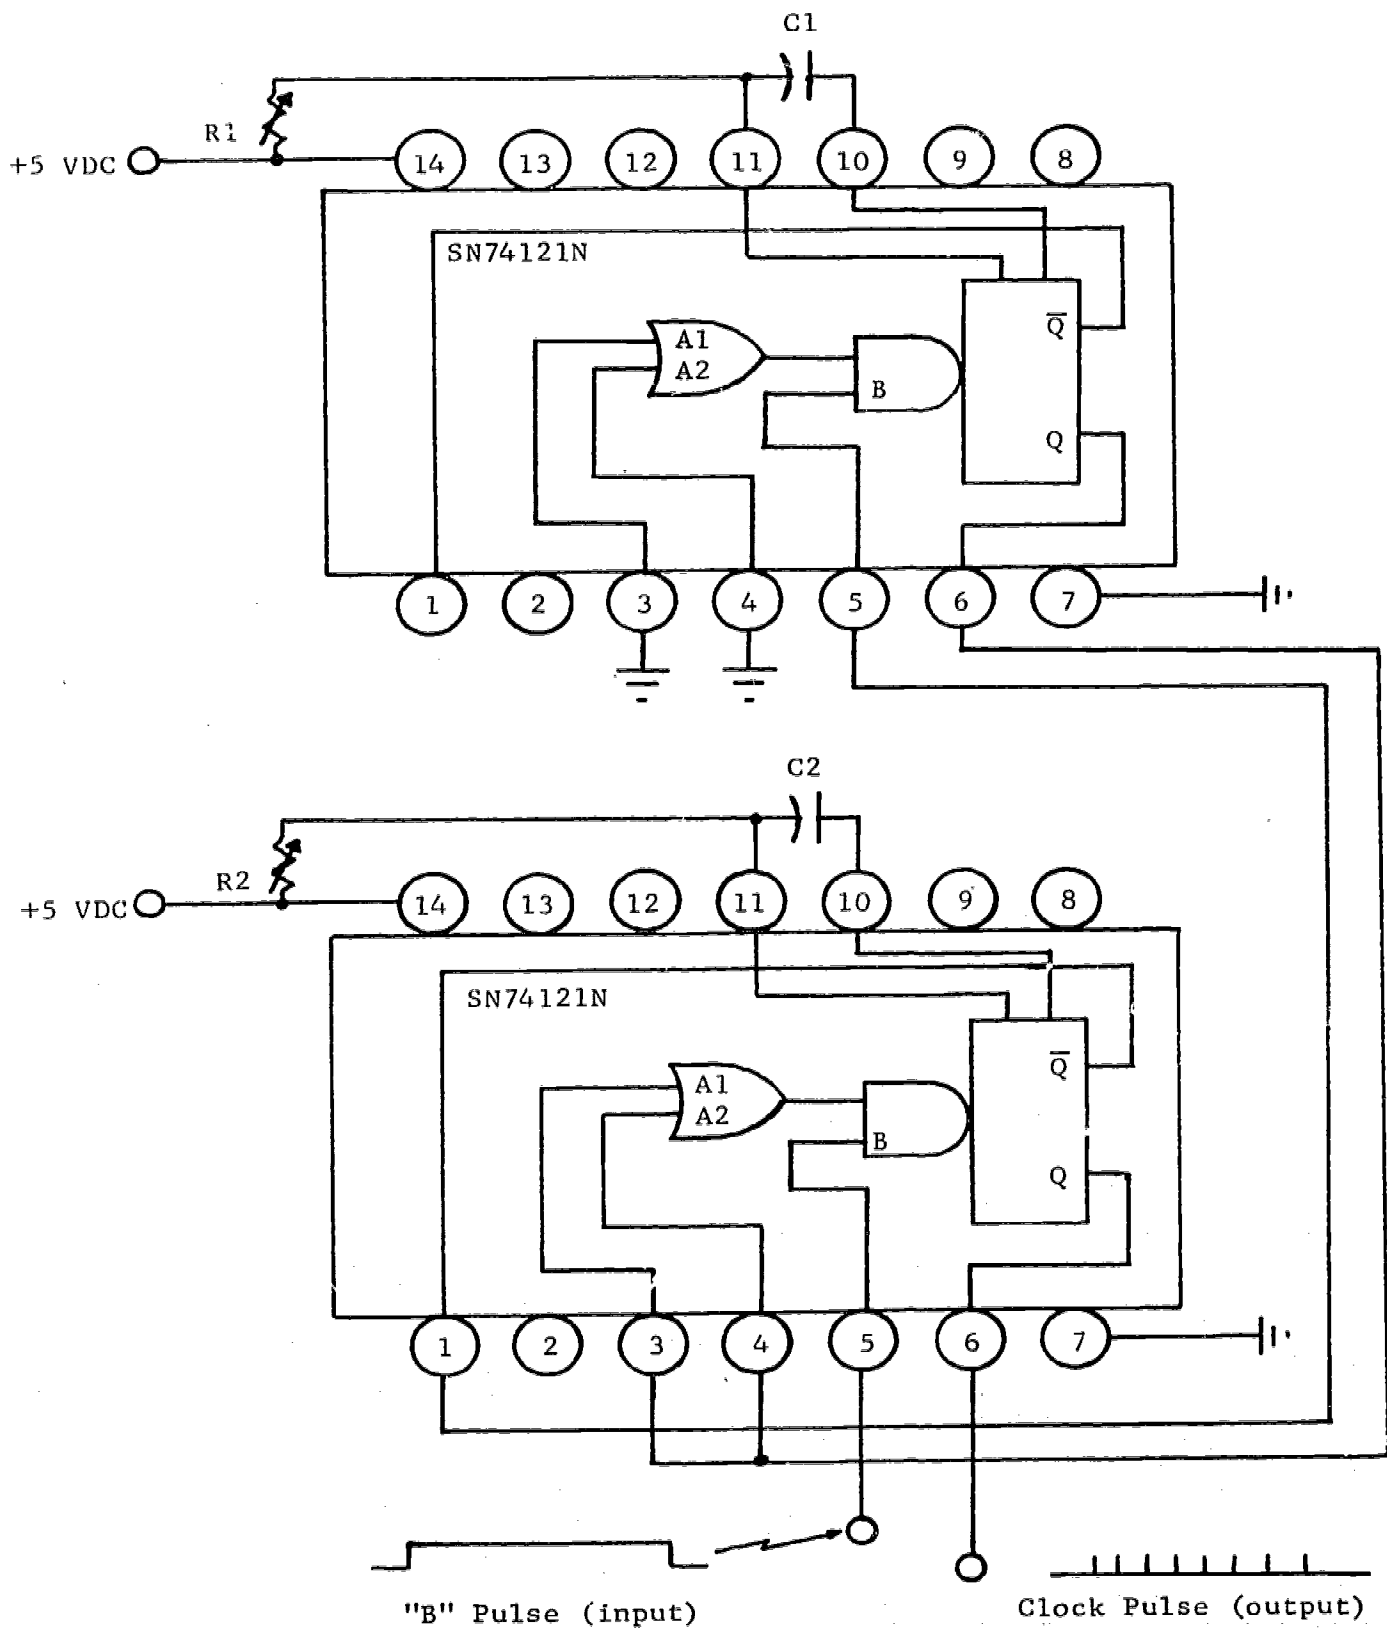 C1
R1
+5 VDC
14 13 12 11 10 9 8
SN74121N
Q̅
A1
A2
B
Q
1 2 3 4 5 6 7
C2
R2
+5 VDC
14 13 12 11 10 9 8
SN74121N
Q̅
A1
A2
B
Q
1 2 3 4 5 6 7
"B" Pulse (input)
Clock Pulse (output)